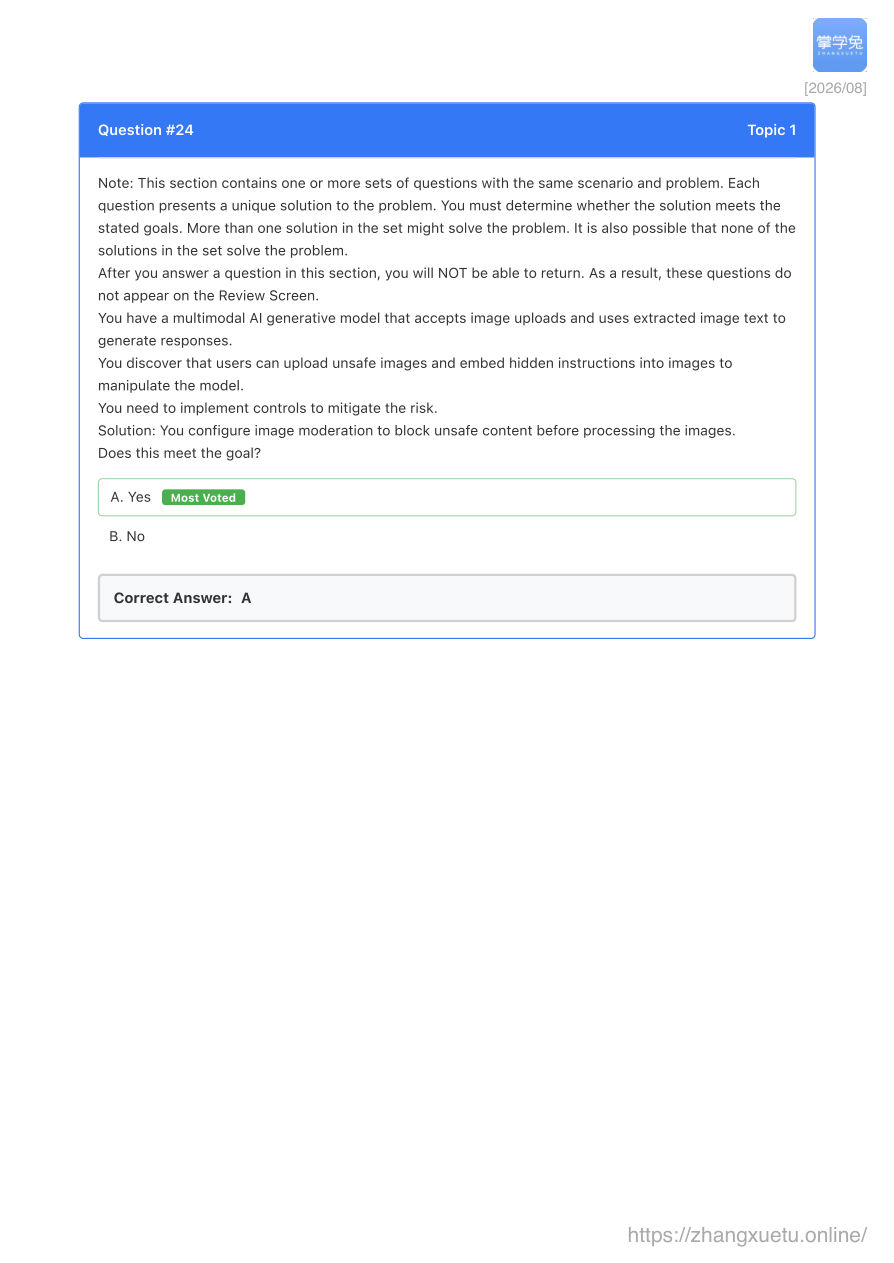 掌学兔
ZHANGXUETU
[2026/08]
Question #24 Topic 1
Note: This section contains one or more sets of questions with the same scenario and problem. Each
question presents a unique solution to the problem. You must determine whether the solution meets the
stated goals. More than one solution in the set might solve the problem. It is also possible that none of the
solutions in the set solve the problem.
After you answer a question in this section, you will NOT be able to return. As a result, these questions do
not appear on the Review Screen.
You have a multimodal AI generative model that accepts image uploads and uses extracted image text to
generate responses.
You discover that users can upload unsafe images and embed hidden instructions into images to
manipulate the model.
You need to implement controls to mitigate the risk.
Solution: You configure image moderation to block unsafe content before processing the images.
Does this meet the goal?
A. Yes Most Voted
B. No
Correct Answer: A
https://zhangxuetu.online/